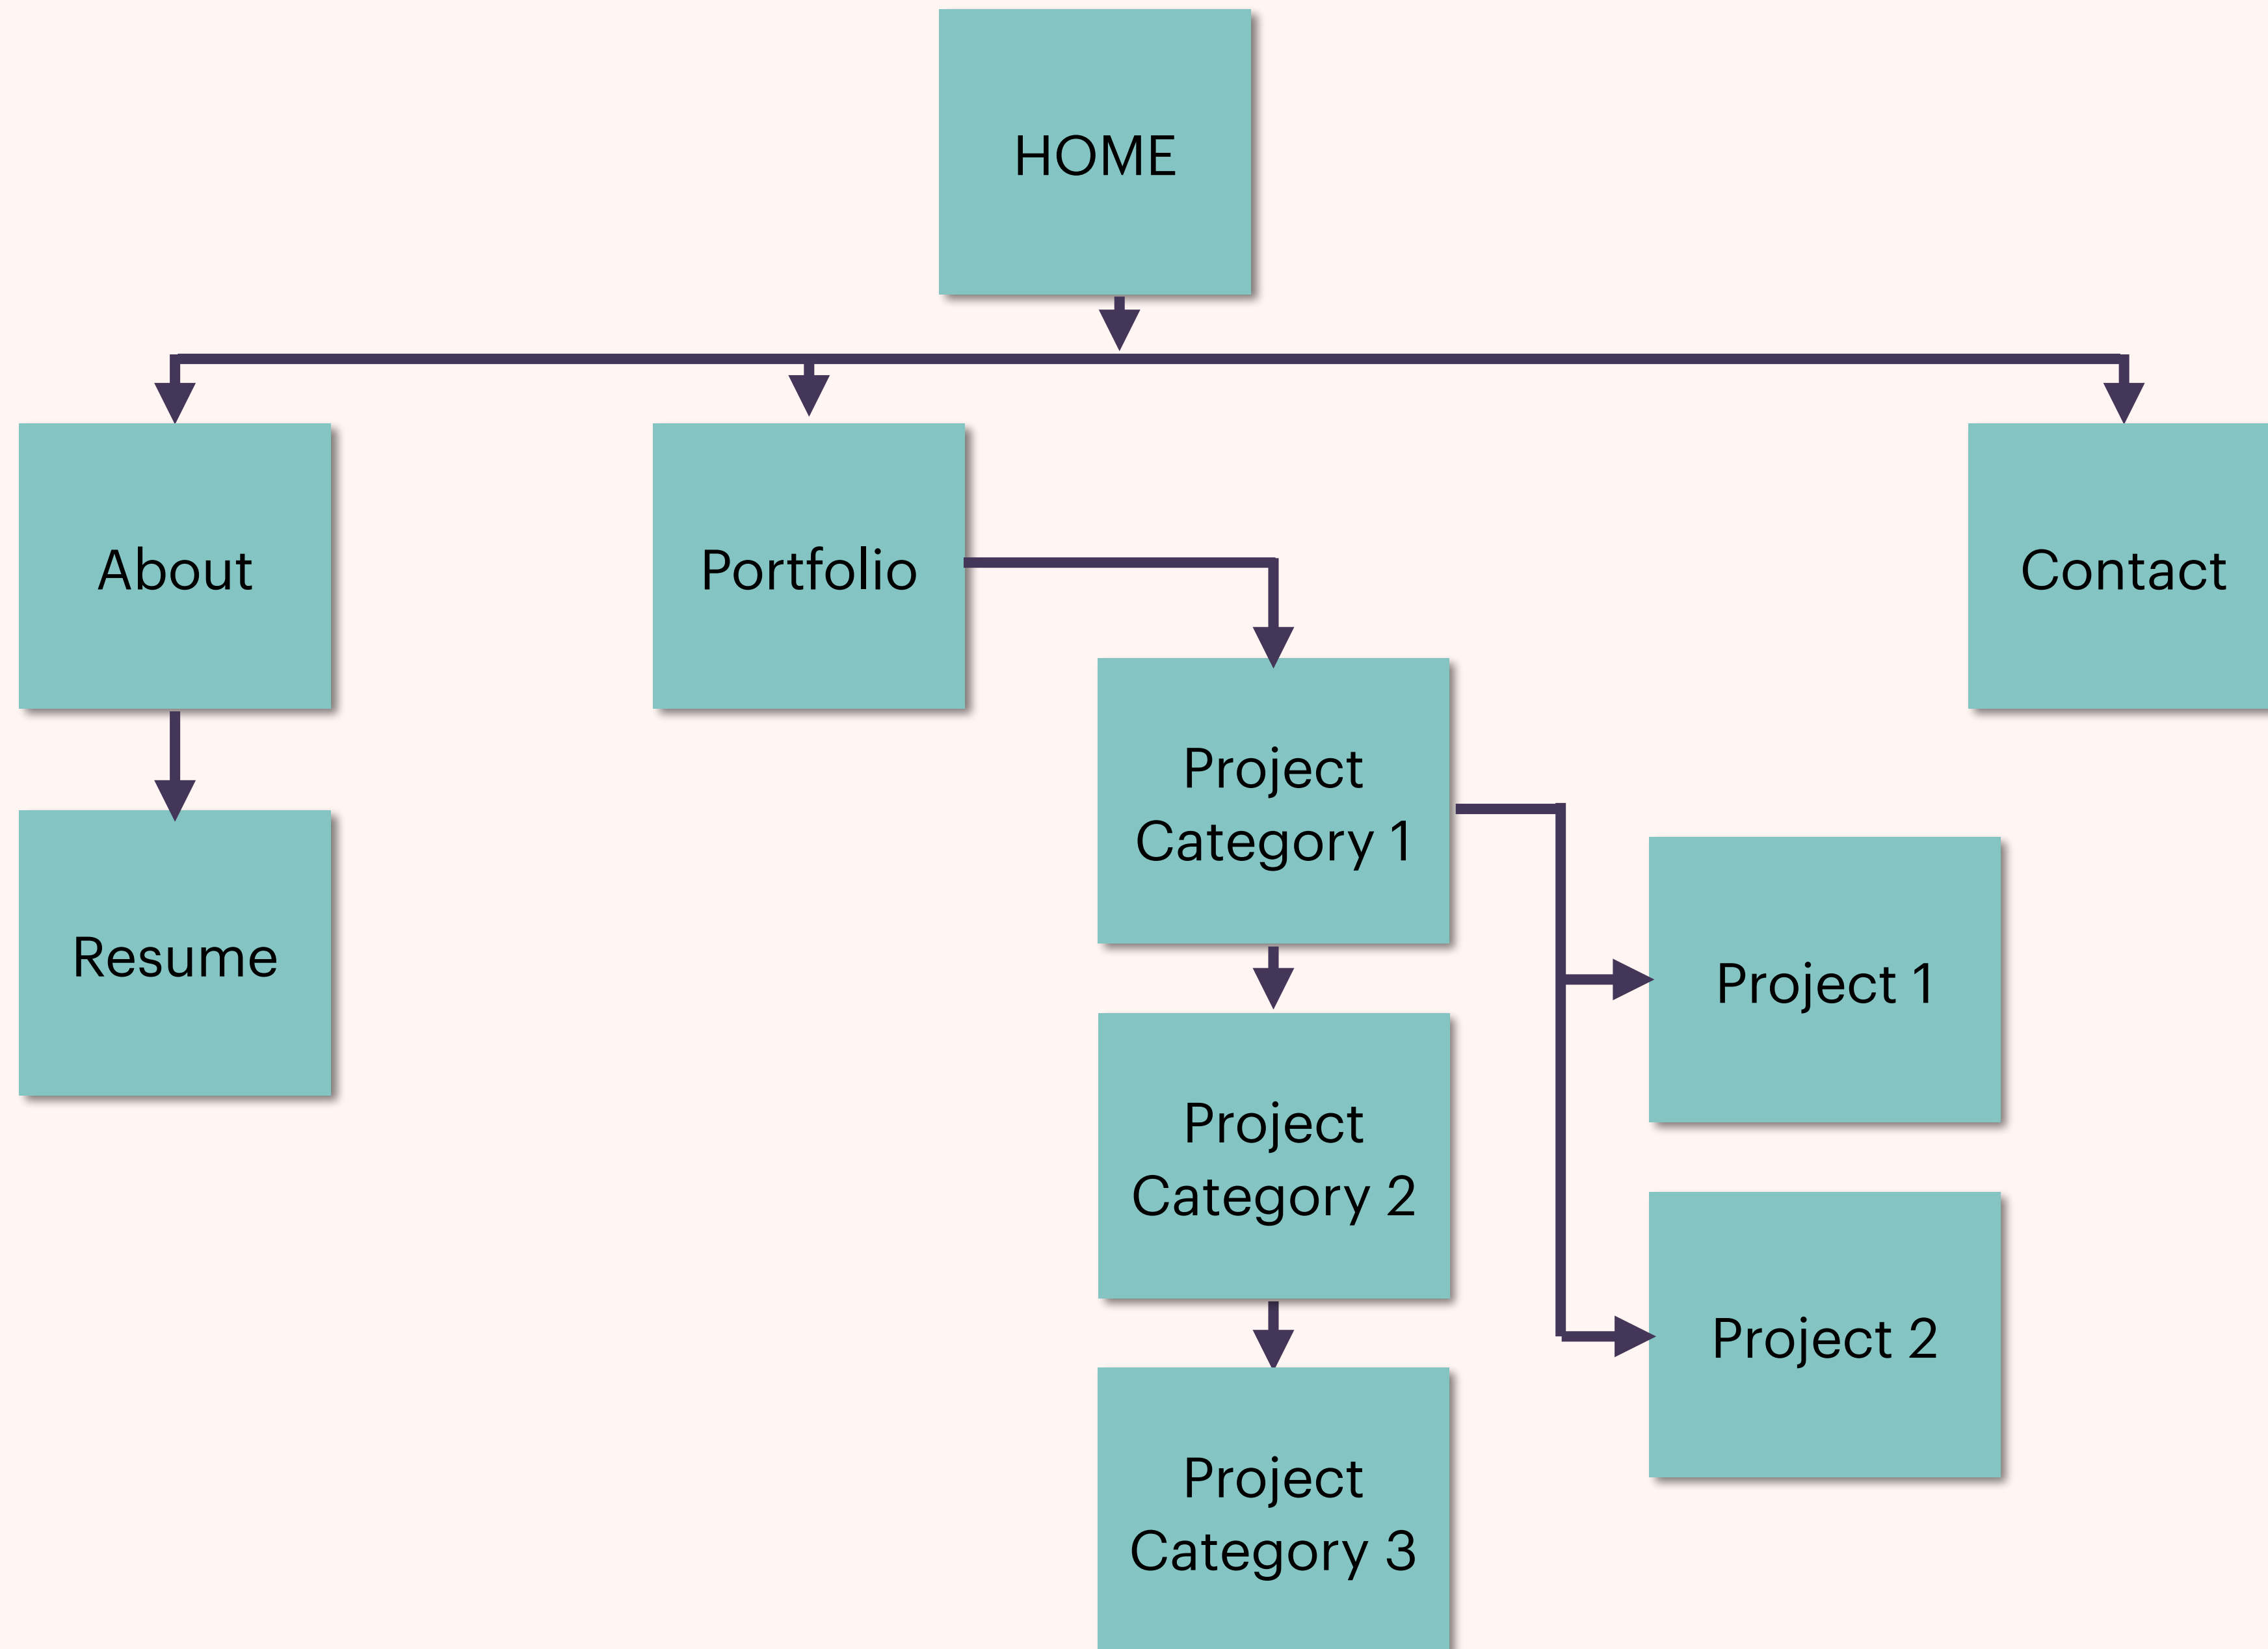 HOME
About
Portfolio
Contact
Project
Category 1
Resume
Project 1
Project
Category 2
Project 2
Project
Category 3